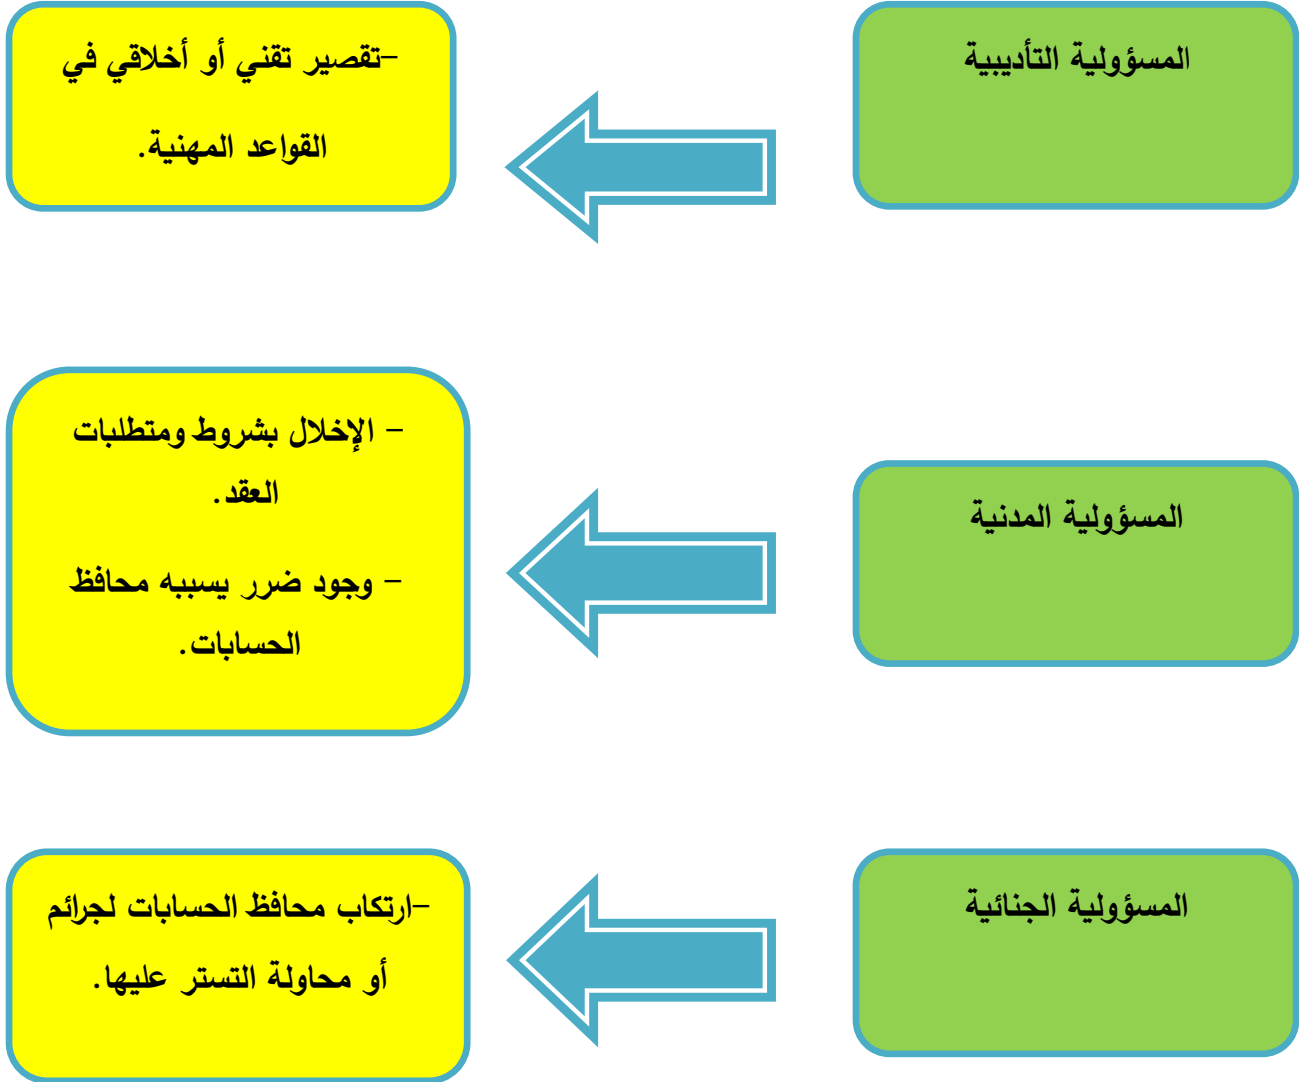 المسؤولية التأديبية
-تقصير تقني أو أخلاقي في
القواعد المهنية.
المسؤولية المدنية
- الإخلال بشروط ومتطلبات
العقد.
- وجود ضرر يسببه محافظ
الحسابات.
المسؤولية الجنائية
-ارتكاب محافظ الحسابات لجرائم
أو محاولة التستر عليها.